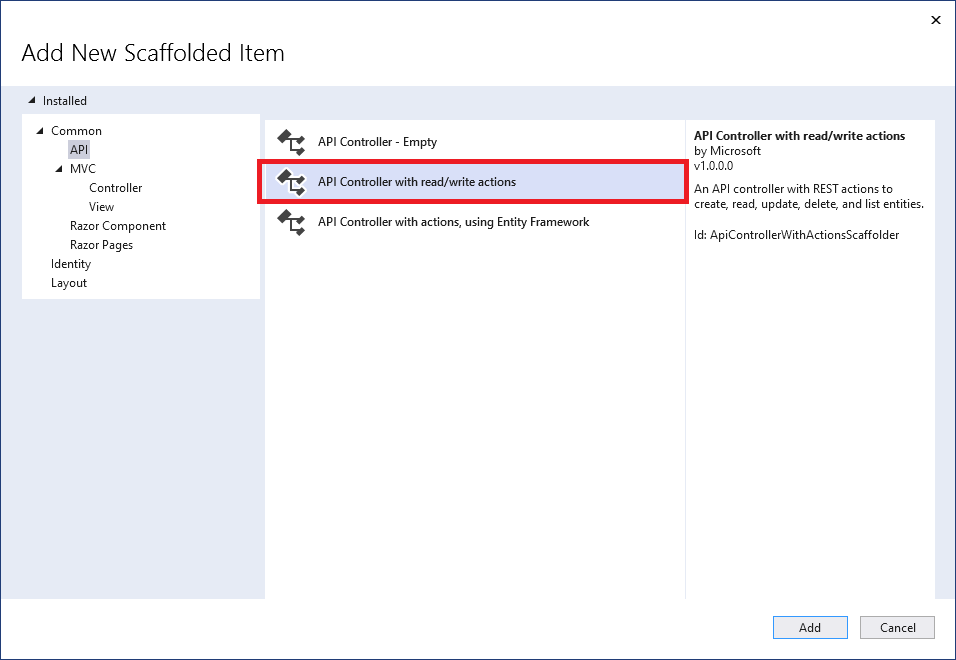 Add New Scaffolded Item
Installed
Common
API
MVC
Controller
View
Razor Component
Razor Pages
Identity
Layout
API Controller - Empty
API Controller with read/write actions
API Controller with actions, using Entity Framework
API Controller with read/write actions
by Microsoft
v1.0.0.0
An API controller with REST actions to
create, read, update, delete, and list entities.
Id: ApiControllerWithActionsScaffolder
Add
Cancel